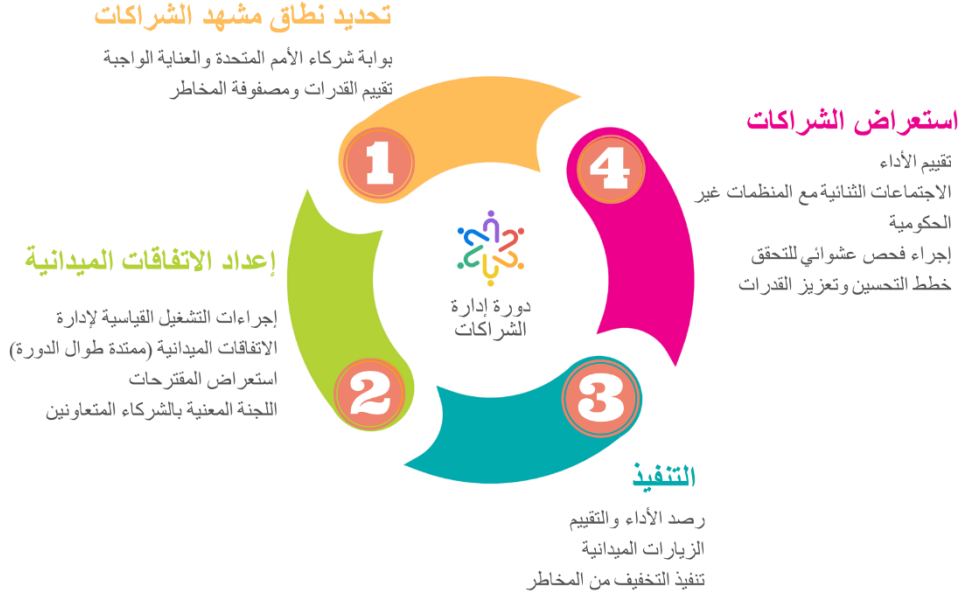 تحديد نطاق مشهد الشراكات
بوابة شركاء الأمم المتحدة والعناية الواجبة
تقييم القدرات ومصفوفة المخاطر
1
إعداد الاتفاقات الميدانية
إجراءات التشغيل القياسية لإدارة
الاتفاقات الميدانية (ممتدة طوال الدورة)
استعراض المقترحات
اللجنة المعنية بالشركاء المتعاونين
2
التنفيذ
رصد الأداء والتقييم
الزيارات الميدانية
تنفيذ التخفيف من المخاطر
3
استعراض الشراكات
تقييم الأداء
الاجتماعات الثنائية مع المنظمات غير
الحكومية
إجراء فحص عشوائي للتحقق
خطط التحسين وتعزيز القدرات
4
دورة إدارة
الشراكات